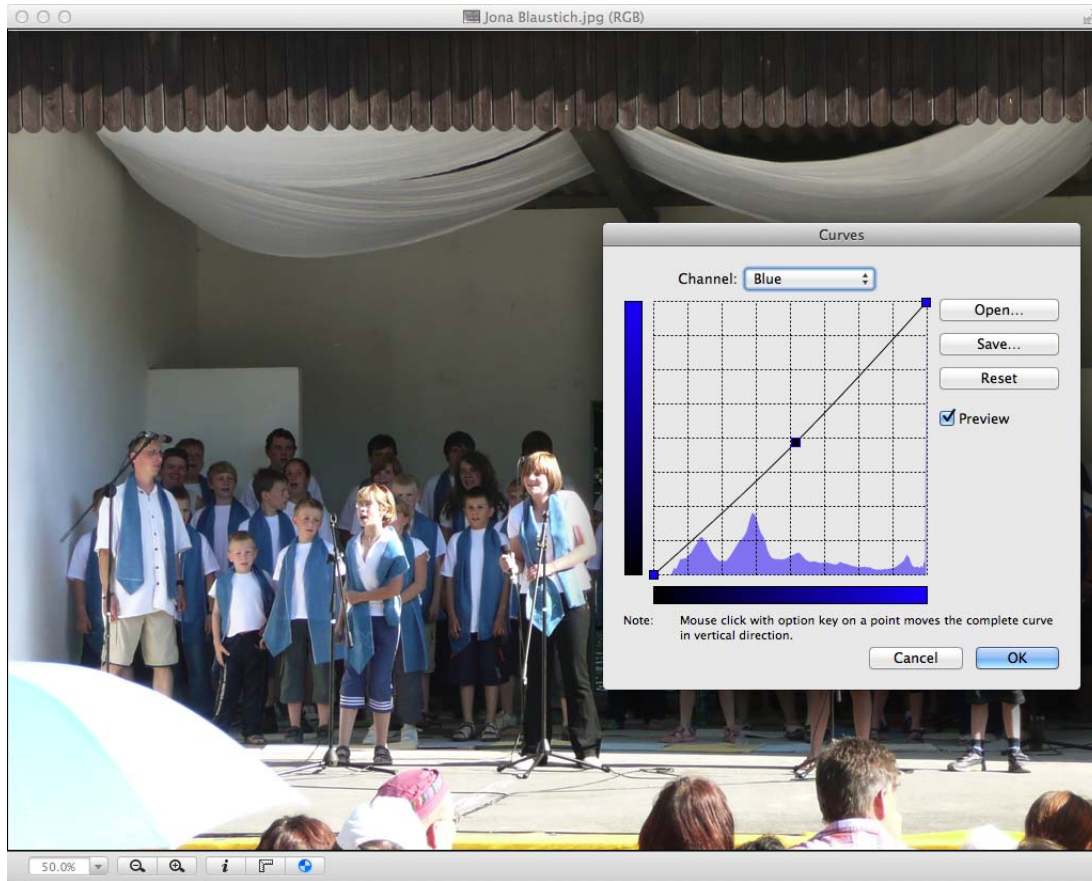 Jona Blaustich.jpg (RGB)
Curves
Channel: Blue
Open...
Save...
Reset
Preview
Note: Mouse click with option key on a point moves the complete curve
in vertical direction.
Cancel OK
50.0% i